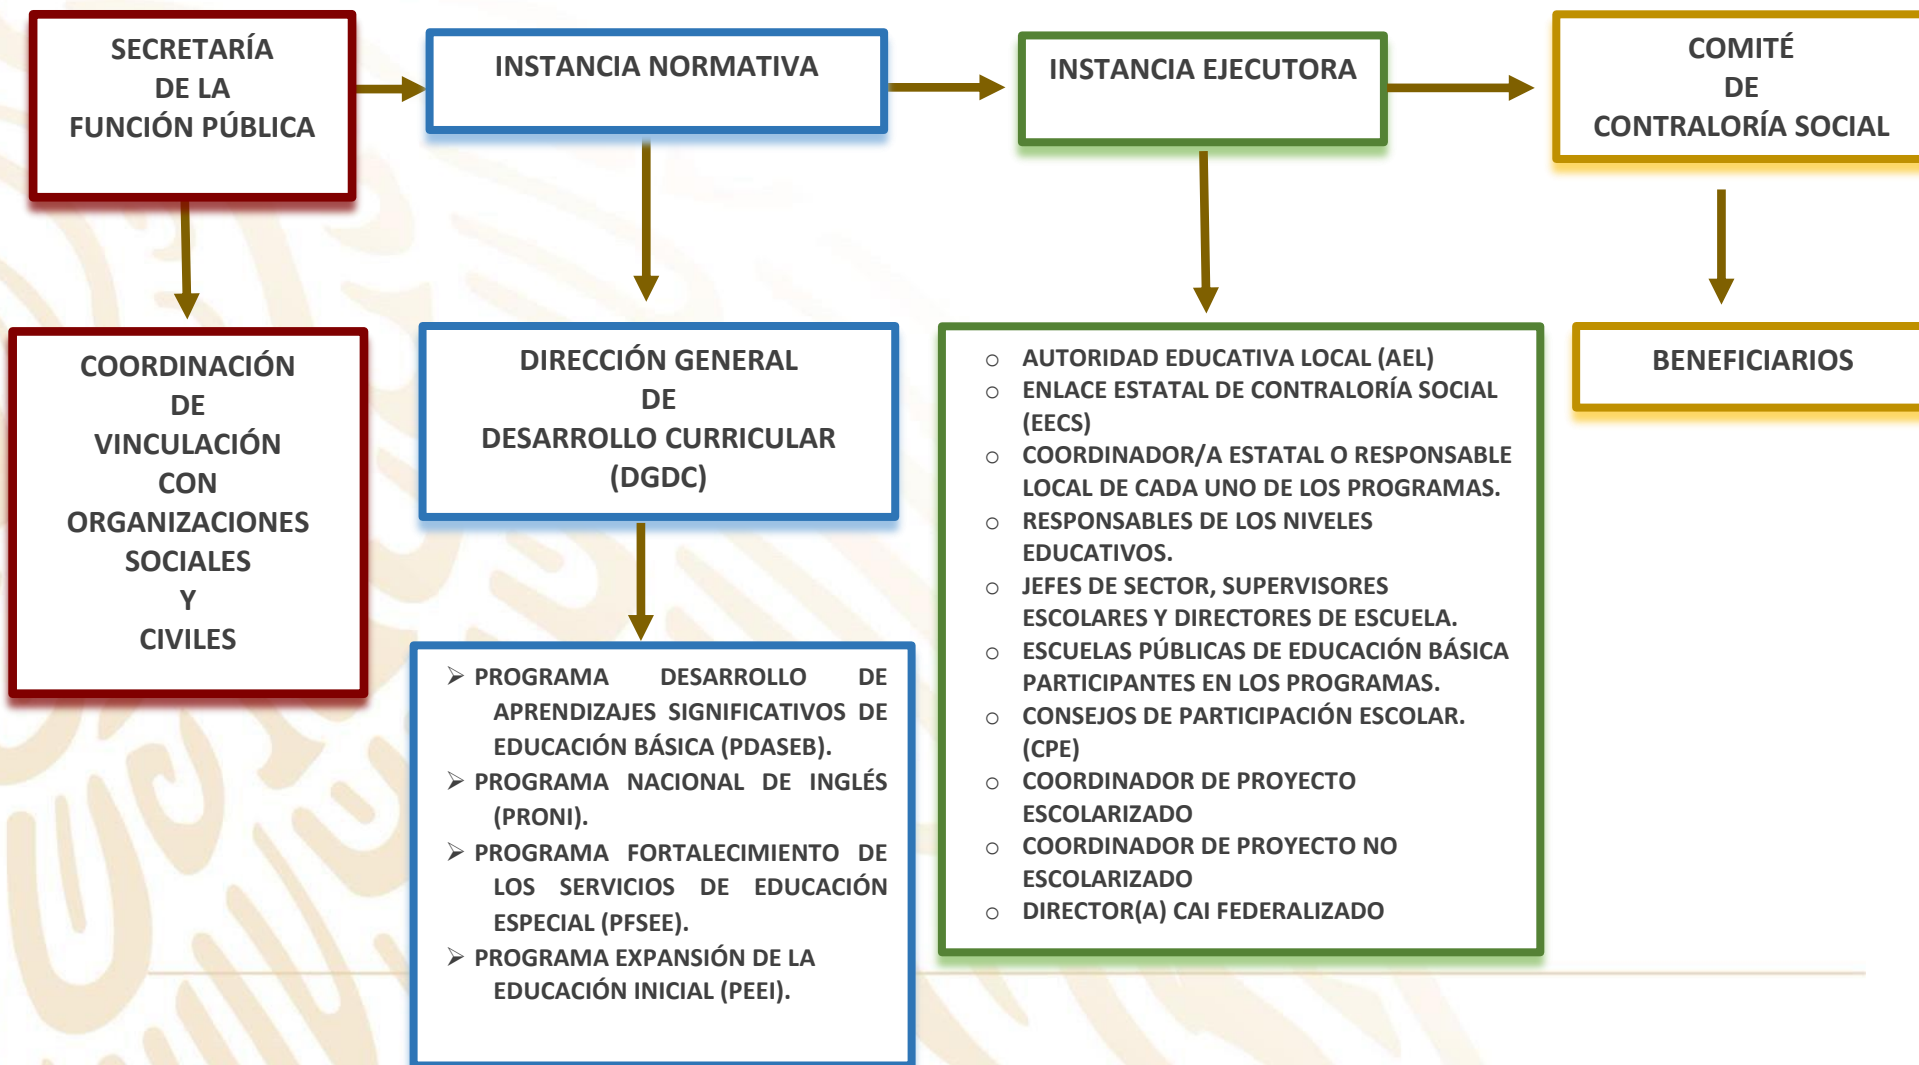 SECRETARÍA
DE LA
FUNCIÓN PÚBLICA
INSTANCIA NORMATIVA
INSTANCIA EJECUTORA
COMITÉ
DE
CONTRALORÍA SOCIAL
COORDINACIÓN
DE
VINCULACIÓN
CON
ORGANIZACIONES
SOCIALES
Y
CIVILES
DIRECCIÓN GENERAL
DE
DESARROLLO CURRICULAR
(DGDC)
➢ PROGRAMA DESARROLLO DE
APRENDIZAJES SIGNIFICATIVOS DE
EDUCACIÓN BÁSICA (PDASEB).
➢ PROGRAMA NACIONAL DE INGLÉS
(PRONI).
➢ PROGRAMA FORTALECIMIENTO DE
LOS SERVICIOS DE EDUCACIÓN
ESPECIAL (PFSEE).
➢ PROGRAMA EXPANSIÓN DE LA
EDUCACIÓN INICIAL (PEEI).
o AUTORIDAD EDUCATIVA LOCAL (AEL)
o ENLACE ESTATAL DE CONTRALORÍA SOCIAL
(EECS)
o COORDINADOR/A ESTATAL O RESPONSABLE
LOCAL DE CADA UNO DE LOS PROGRAMAS.
o RESPONSABLES DE LOS NIVELES
EDUCATIVOS.
o JEFES DE SECTOR, SUPERVISORES
ESCOLARES Y DIRECTORES DE ESCUELA.
o ESCUELAS PÚBLICAS DE EDUCACIÓN BÁSICA
PARTICIPANTES EN LOS PROGRAMAS.
o CONSEJOS DE PARTICIPACIÓN ESCOLAR.
(CPE)
o COORDINADOR DE PROYECTO
ESCOLARIZADO
o COORDINADOR DE PROYECTO NO
ESCOLARIZADO
o DIRECTOR(A) CAI FEDERALIZADO
BENEFICIARIOS